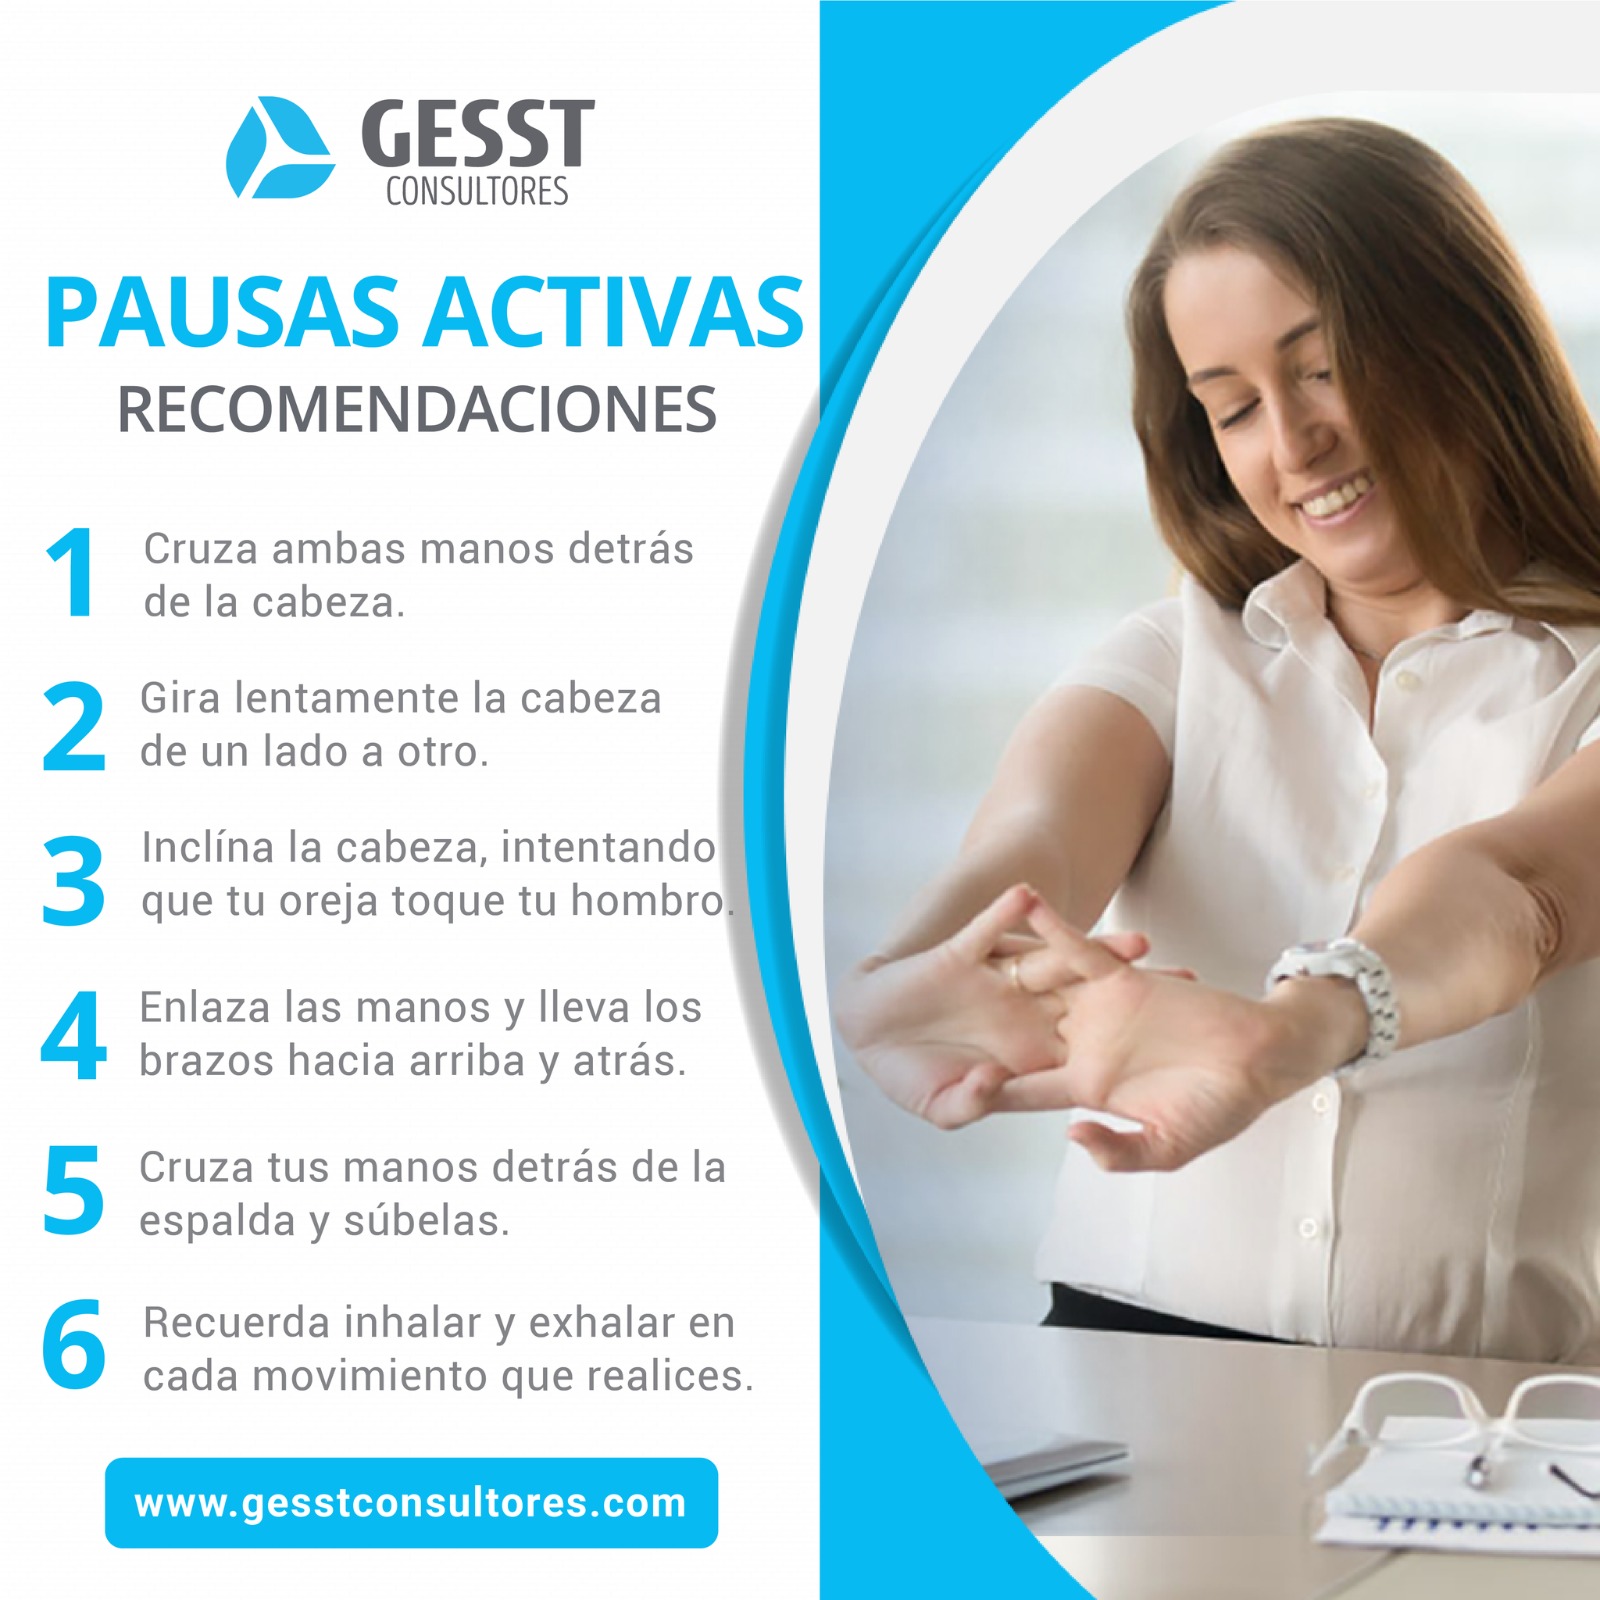 GESST
CONSULTORES
PAUSAS ACTIVAS
RECOMENDACIONES
1 Cruza ambas manos detrás
de la cabeza.
2 Gira lentamente la cabeza
de un lado a otro.
3 Inclína la cabeza, intentando
que tu oreja toque tu hombro.
4 Enlaza las manos y lleva los
brazos hacia arriba y atrás.
5 Cruza tus manos detrás de la
espalda y súbelas.
6 Recuerda inhalar y exhalar en
cada movimiento que realices.
www.gesstconsultores.com